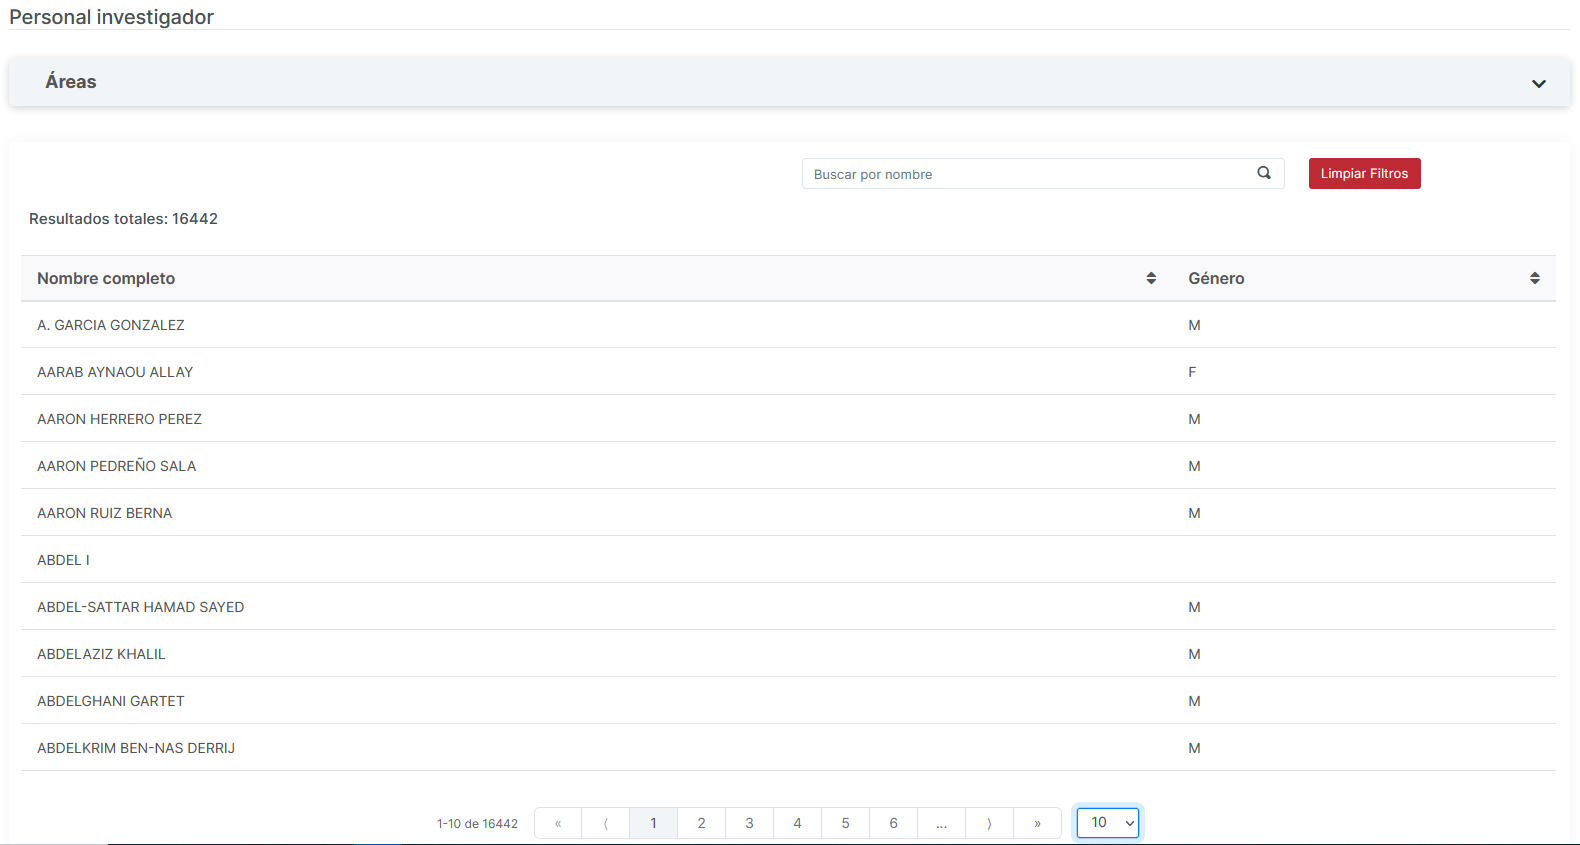 Personal investigador
Áreas
Buscar por nombre
Limpiar Filtros
Resultados totales: 16442
Nombre completo Género
A. GARCIA GONZALEZ M
AARAB AYNAOU ALLAY F
AARON HERRERO PEREZ M
AARON PEDREÑO SALA M
AARON RUIZ BERNA M
ABDEL I
ABDEL-SATTAR HAMAD SAYED M
ABDELAZIZ KHALIL M
ABDELGHANI GARTET M
ABDELKRIM BEN-NAS DERRIJ M
1-10 de 16442 « ⟨ 1 2 3 4 5 6 ... ⟩ » 10